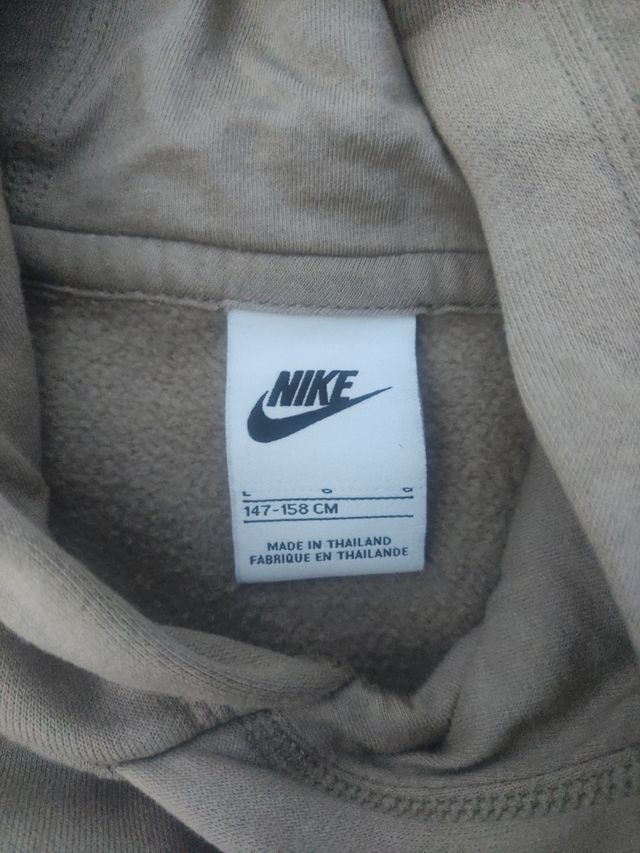 NIKE
L G G
147-158 CM
MADE IN THAILAND
FABRIQUE EN THAILANDE